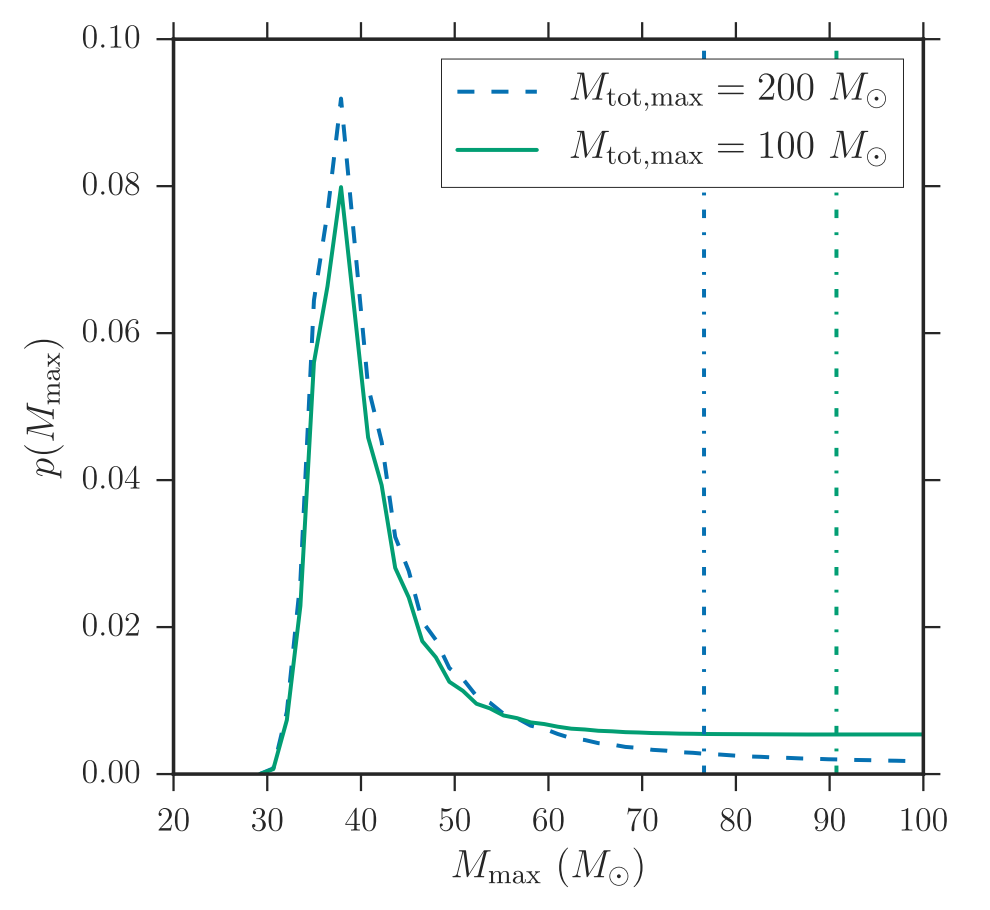 0.10
0.08
0.06
0.04
0.02
0.00
p(M_max)
M_tot,max = 200 M_⊙
M_tot,max = 100 M_⊙
20 30 40 50 60 70 80 90 100
M_max (M_⊙)